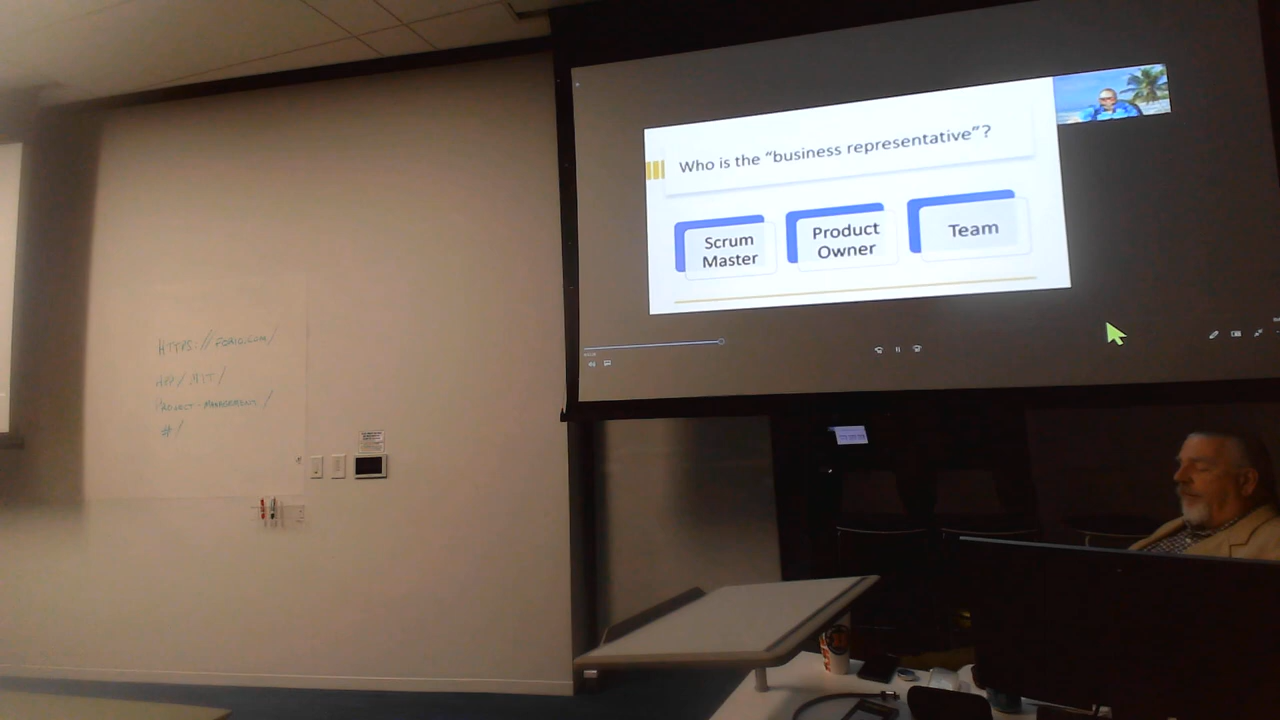 Who is the “business representative”?
Scrum
Master
Product
Owner
Team
HTTPS://FORIO.COM/
APP/MIT/
PROJECT-MANAGEMENT/
#/